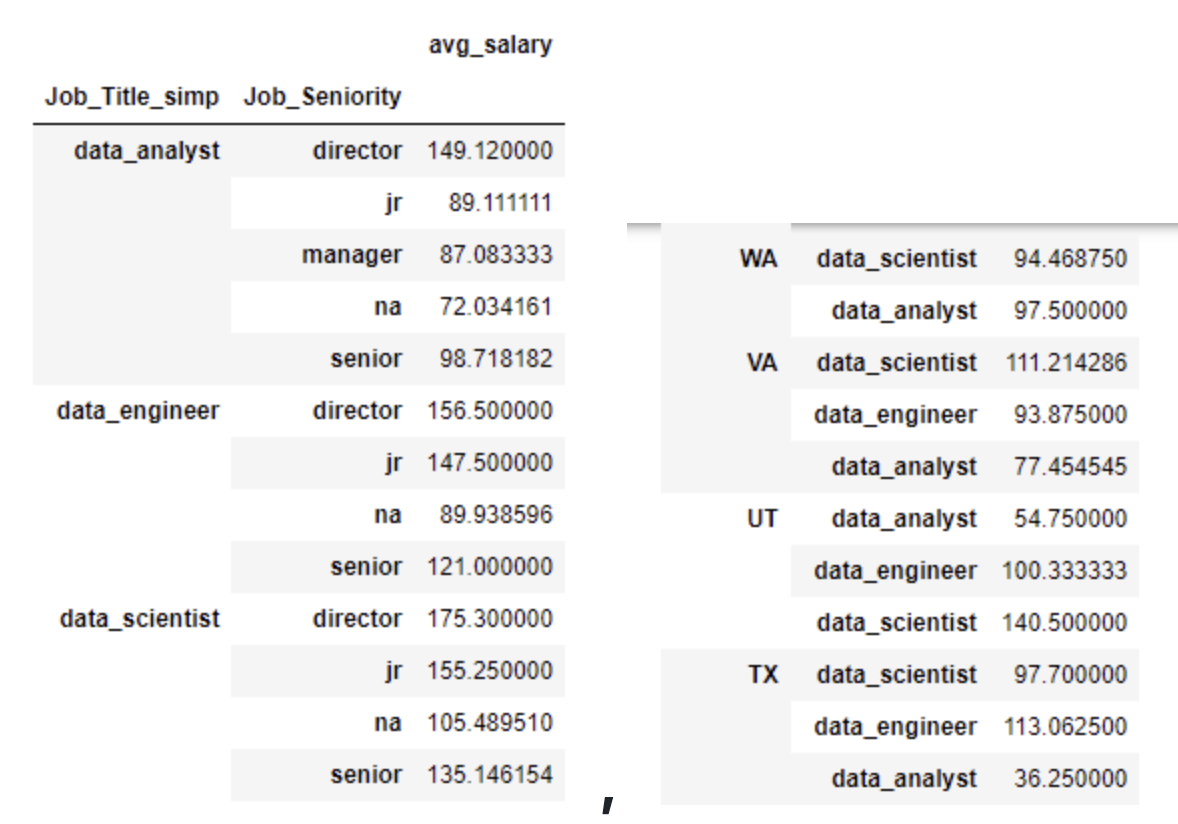 avg_salary
Job_Title_simp Job_Seniority
data_analyst director 149.120000
jr 89.111111
manager 87.083333
na 72.034161
senior 98.718182
data_engineer director 156.500000
jr 147.500000
na 89.938596
senior 121.000000
data_scientist director 175.300000
jr 155.250000
na 105.489510
senior 135.146154
,
WA data_scientist 94.468750
data_analyst 97.500000
VA data_scientist 111.214286
data_engineer 93.875000
data_analyst 77.454545
UT data_analyst 54.750000
data_engineer 100.333333
data_scientist 140.500000
TX data_scientist 97.700000
data_engineer 113.062500
data_analyst 36.250000